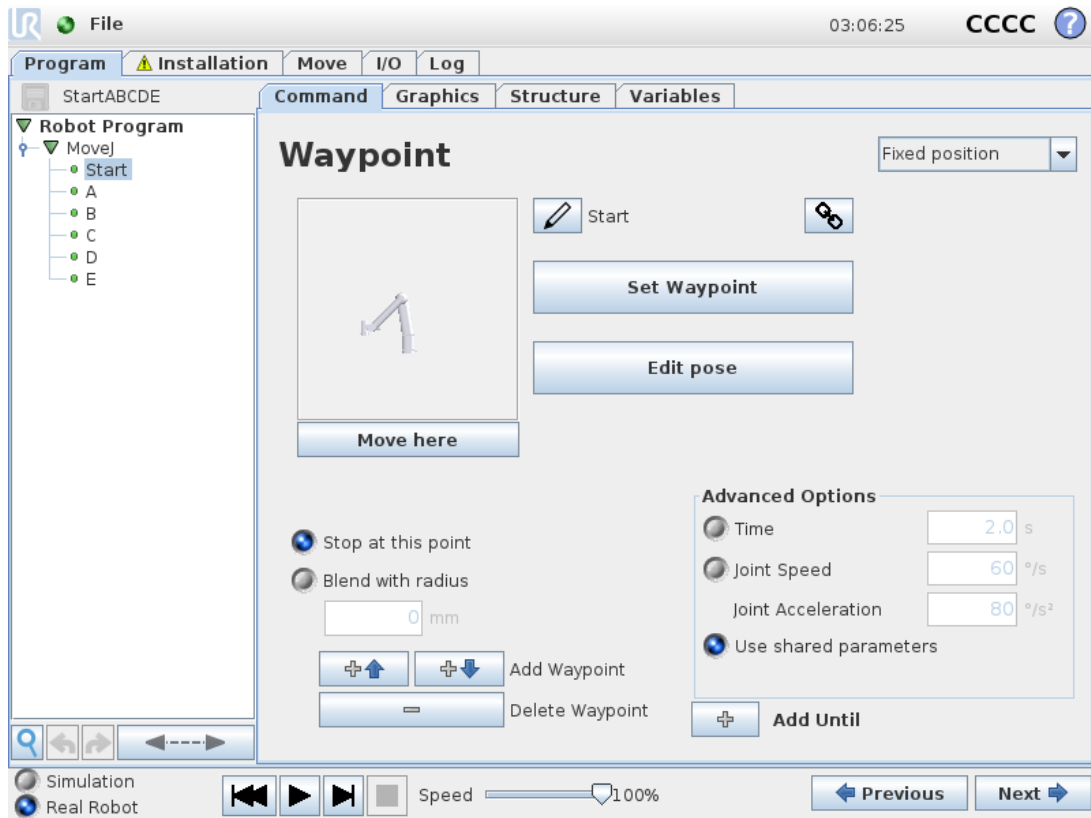 UR File 03:06:25 CCCC ?
Program Installation Move I/O Log
StartABCDE Command Graphics Structure Variables
Robot Program
MoveJ
Start
A
B
C
D
E
Waypoint Fixed position
Start
Set Waypoint
Edit pose
Move here
Stop at this point
Blend with radius
0 mm
Add Waypoint
Delete Waypoint
Advanced Options
Time 2.0 s
Joint Speed 60 °/s
Joint Acceleration 80 °/s²
Use shared parameters
Add Until
Simulation
Real Robot
Speed 100% Previous Next